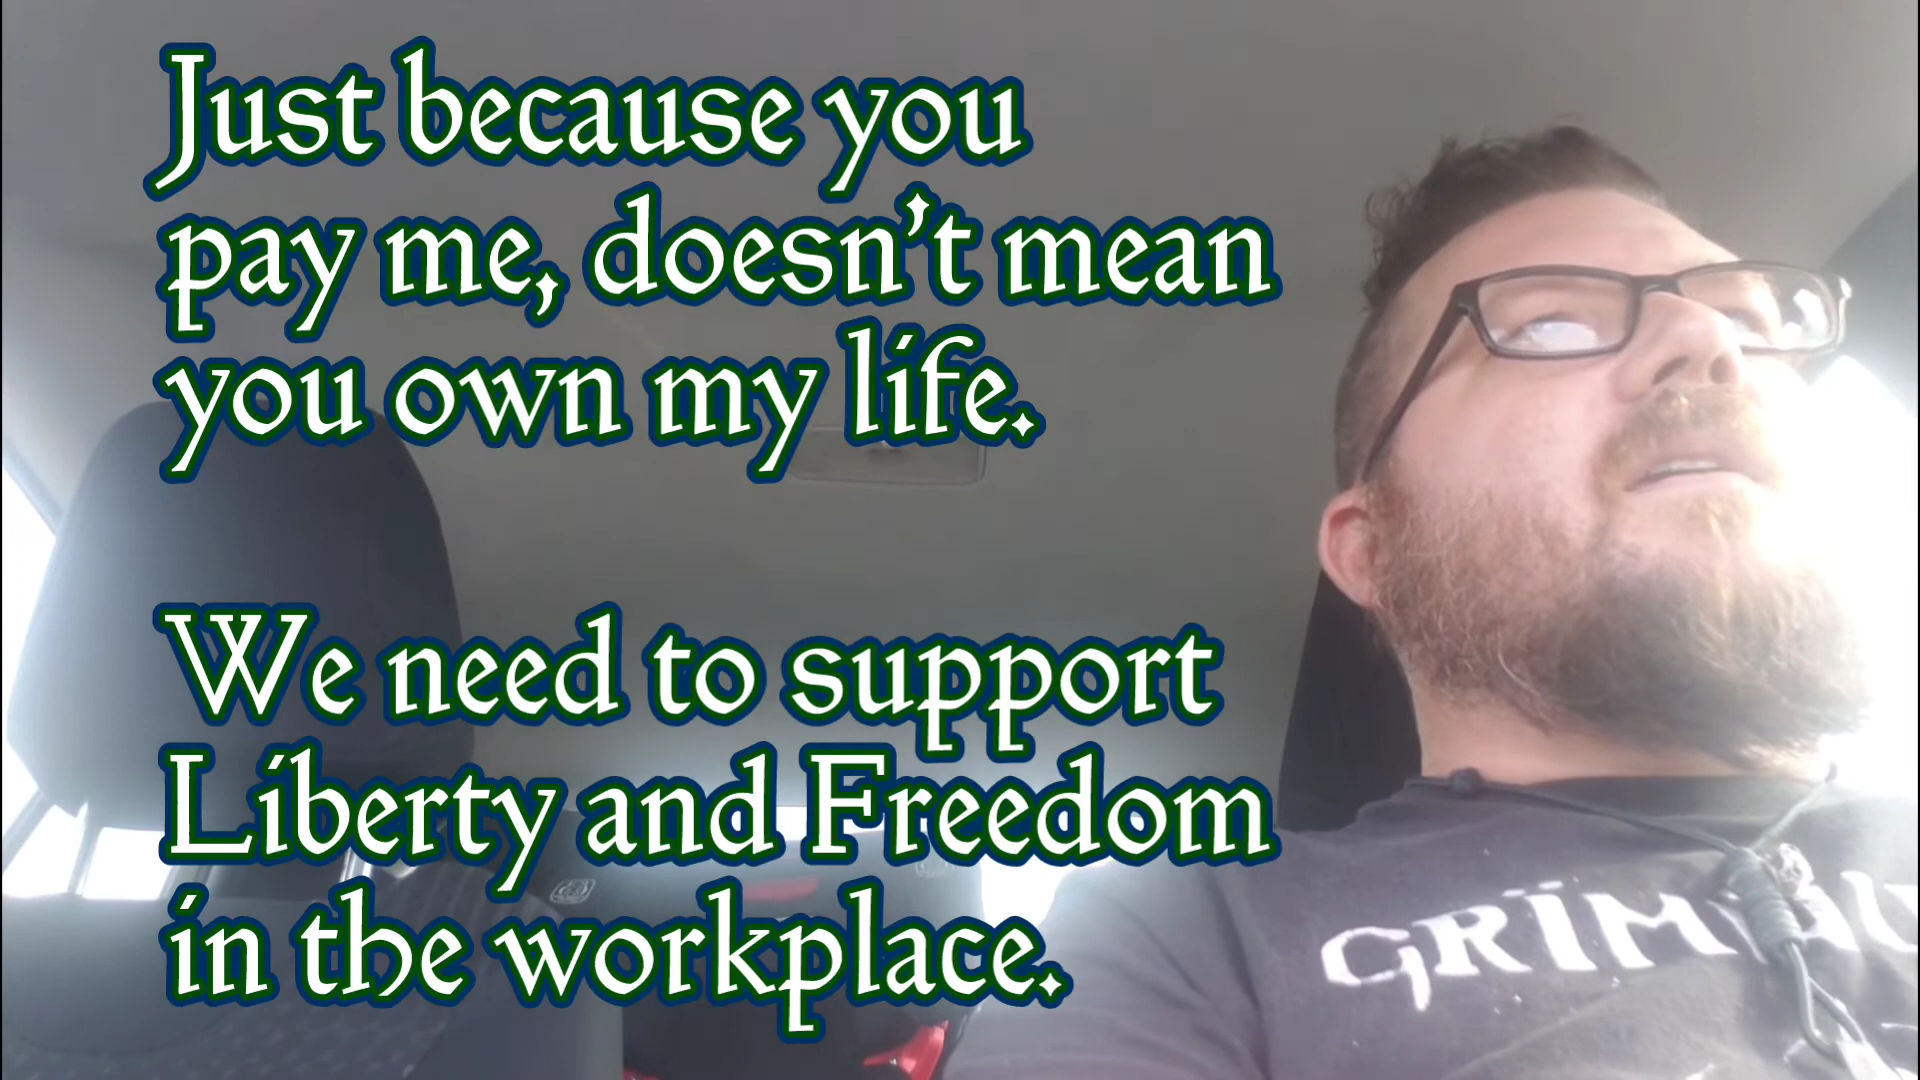 Just because you
pay me, doesn't mean
you own my life.
We need to support
Liberty and Freedom
in the workplace.